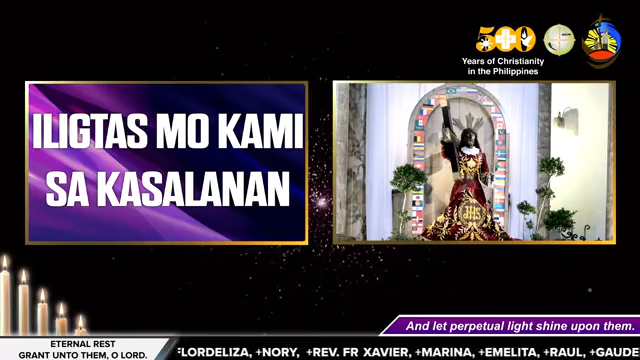 500
Years of Christianity
in the Philippines
ILIGTAS MO KAMI
SA KASALANAN
JHS
And let perpetual light shine upon them.
ETERNAL REST
GRANT UNTO THEM, O LORD.
FLORDELIZA, +NORY, +REV. FR XAVIER, +MARINA, +EMELITA, +RAUL, +GAUDE